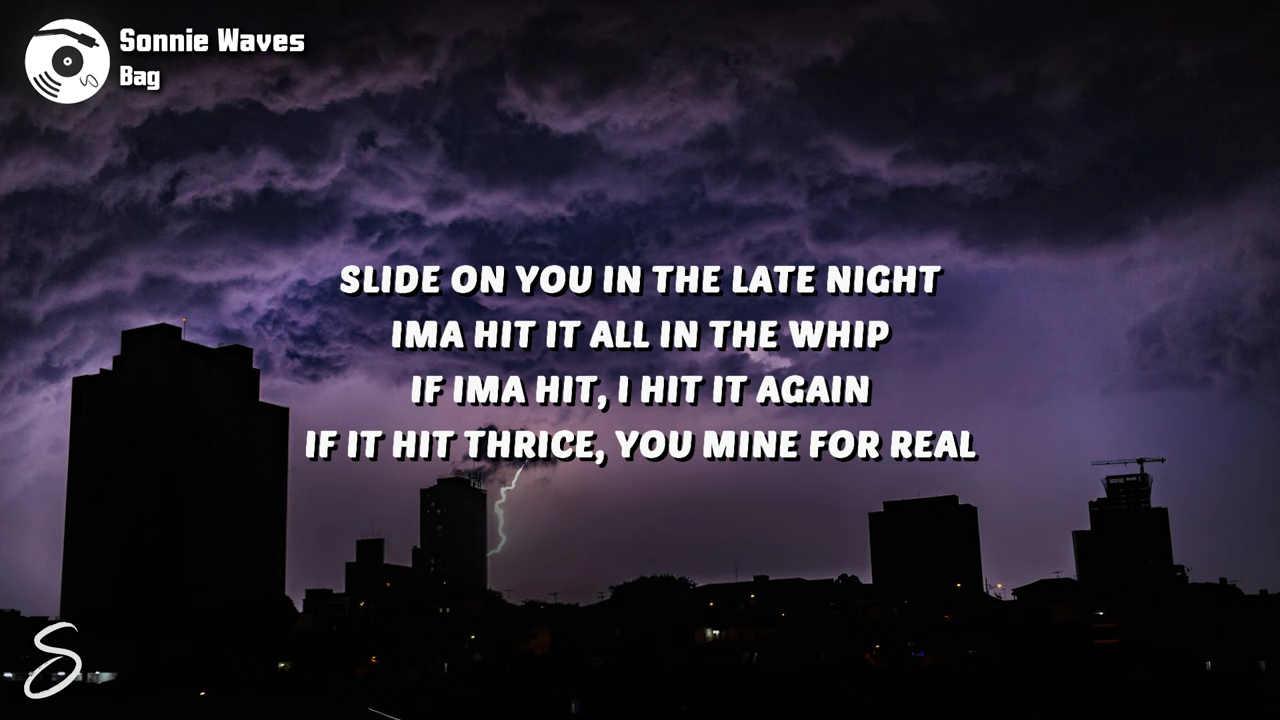 Sonnie Waves
Bag
SLIDE ON YOU IN THE LATE NIGHT
IMA HIT IT ALL IN THE WHIP
IF IMA HIT, I HIT IT AGAIN
IF IT HIT THRICE, YOU MINE FOR REAL
S